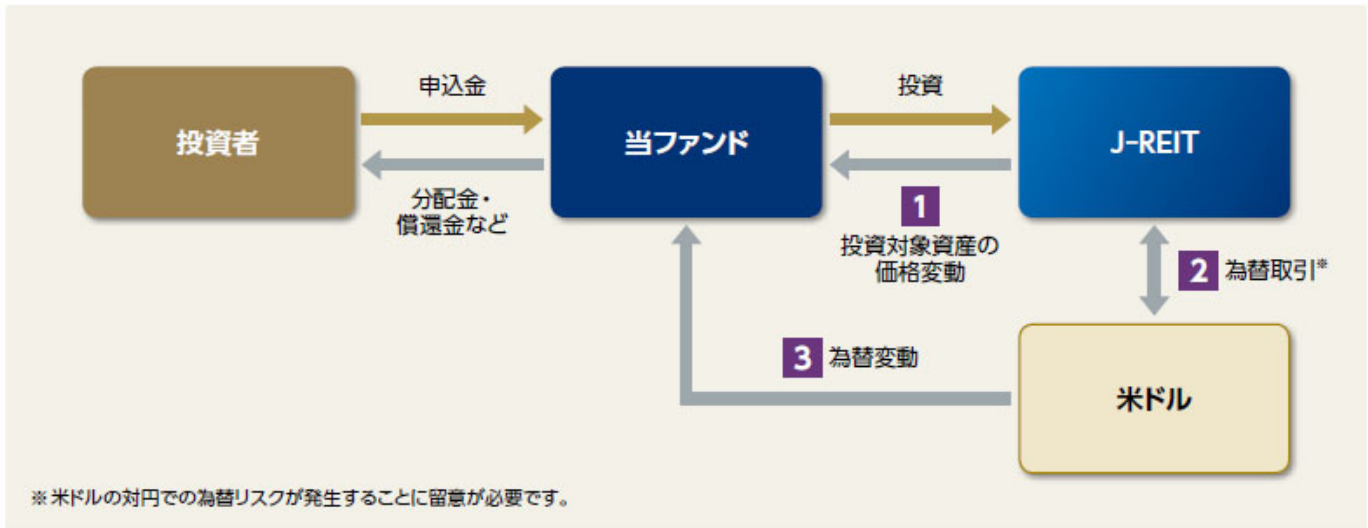 申込金
投資
投資者
当ファンド
J-REIT
分配金・
償還金など
1
投資対象資産の
価格変動
2 為替取引※
3 為替変動
米ドル
※米ドルの対円での為替リスクが発生することに留意が必要です。